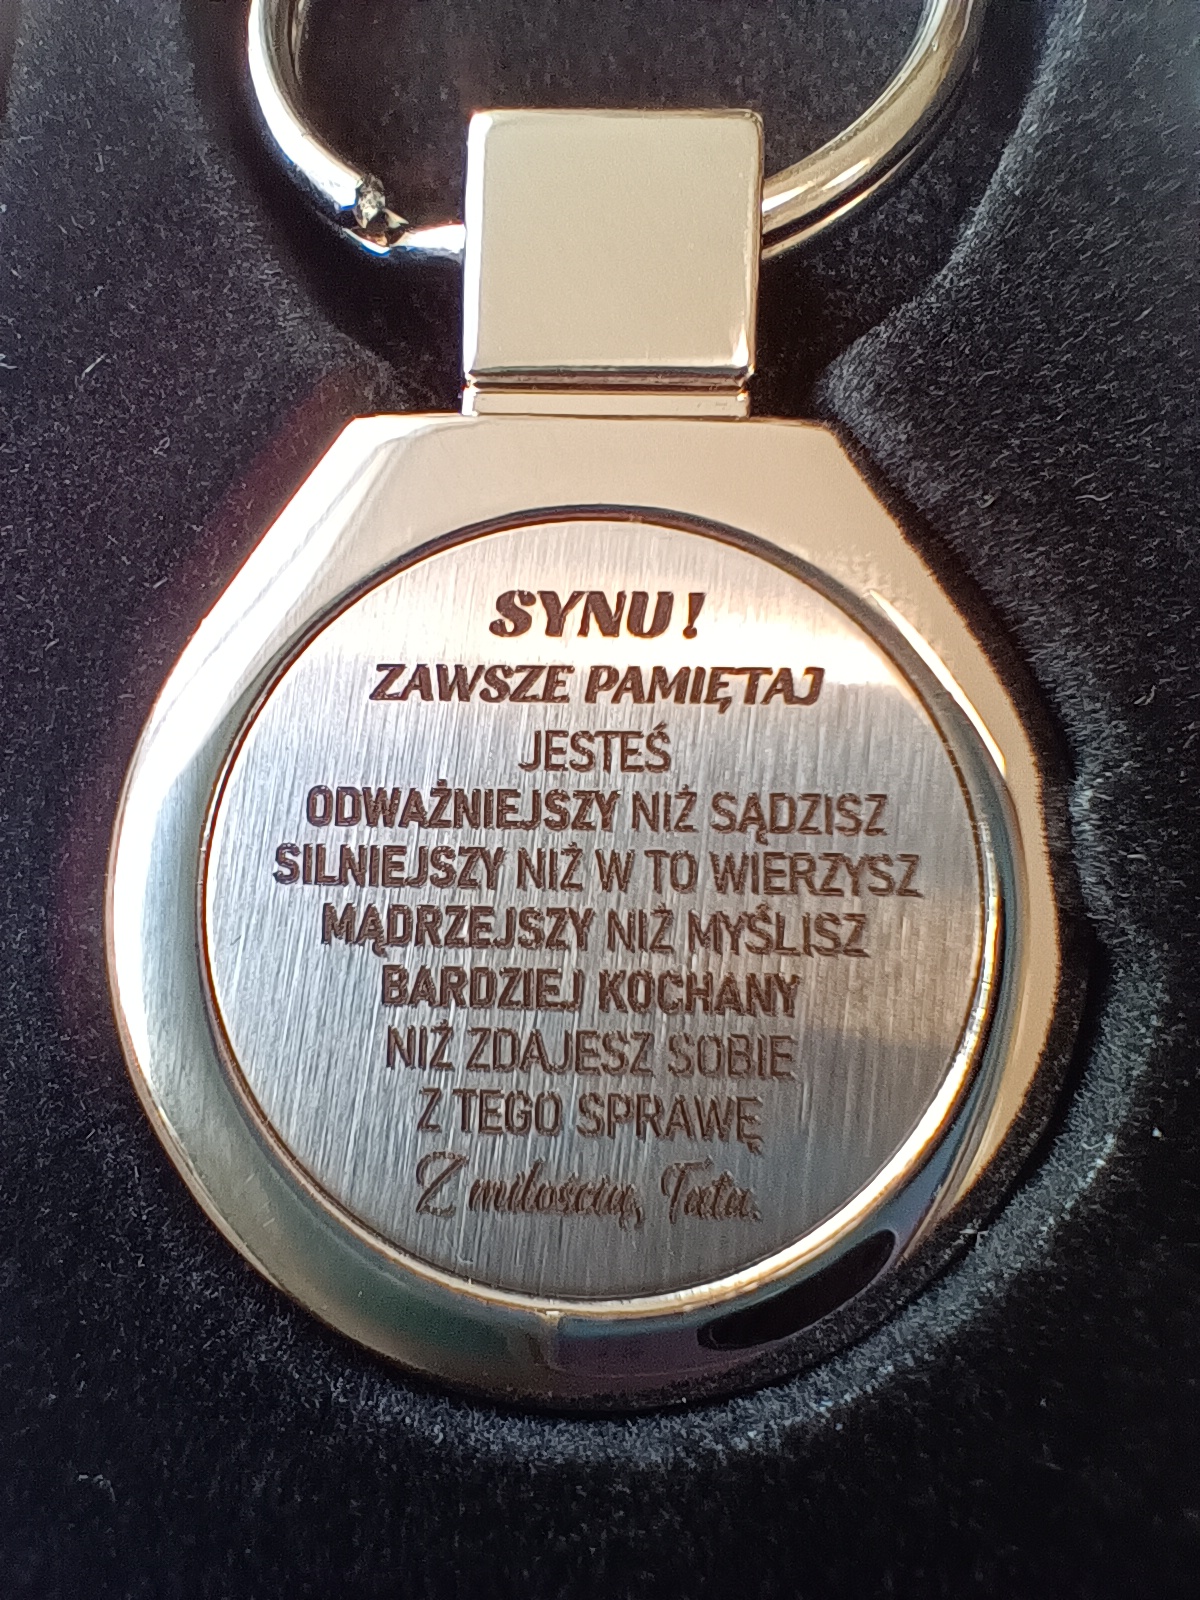 SYNU!
ZAWSZE PAMIĘTAJ
JESTEŚ
ODWAŻNIEJSZY NIŻ SĄDZISZ
SILNIEJSZY NIŻ W TO WIERZYSZ
MĄDRZEJSZY NIŻ MYŚLISZ
BARDZIEJ KOCHANY
NIŻ ZDAJESZ SOBIE
Z TEGO SPRAWĘ
Z miłością, Tata.